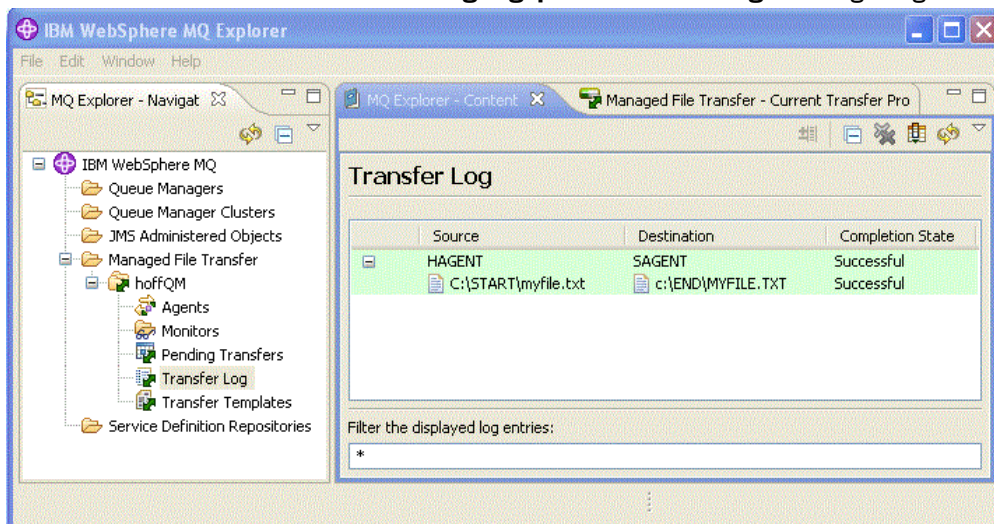 IBM WebSphere MQ Explorer
File Edit Window Help
MQ Explorer - Navigat
MQ Explorer - Content
Managed File Transfer - Current Transfer Pro
IBM WebSphere MQ
Queue Managers
Queue Manager Clusters
JMS Administered Objects
Managed File Transfer
hoffQM
Agents
Monitors
Pending Transfers
Transfer Log
Transfer Templates
Service Definition Repositories
Transfer Log
Source Destination Completion State
HAGENT SAGENT Successful
C:\START\myfile.txt c:\END\MYFILE.TXT Successful
Filter the displayed log entries:
*